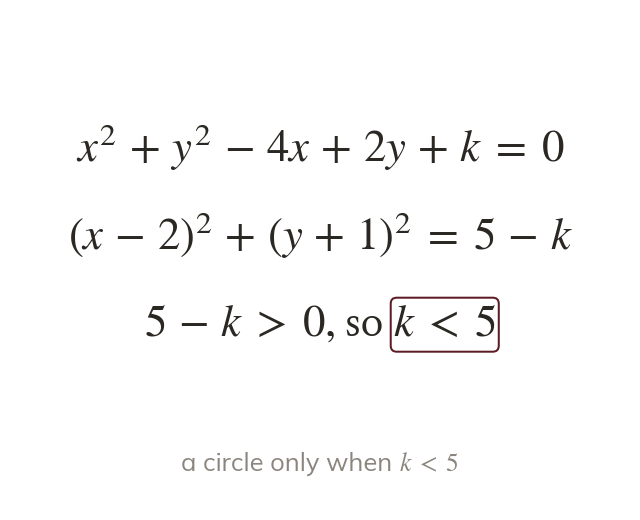 x² + y² − 4x + 2y + k = 0
(x − 2)² + (y + 1)² = 5 − k
5 − k > 0, so k < 5
a circle only when k < 5